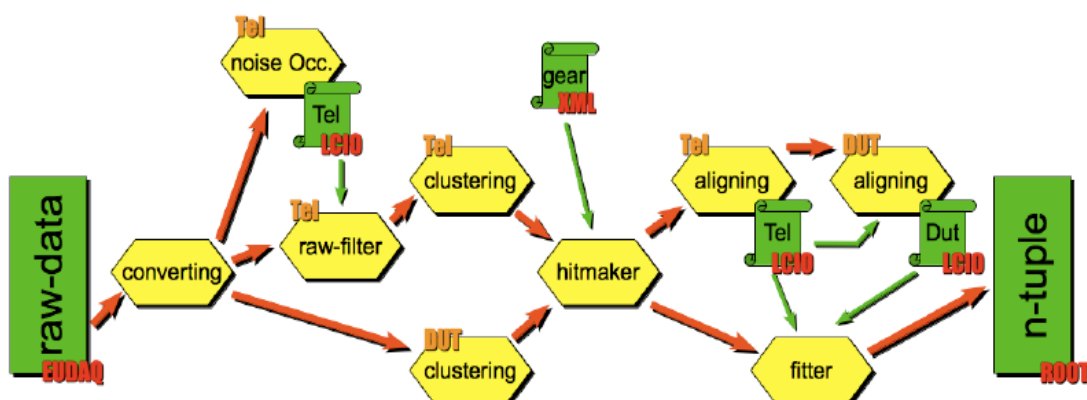 Tel
noise Occ.
Tel
LCIO
gear
XML
Tel
clustering
Tel
aligning
DUT
aligning
raw-data
EUDAQ
converting
Tel
raw-filter
hitmaker
Tel
LCIO
Dut
LCIO
n-tuple
ROOT
DUT
clustering
fitter